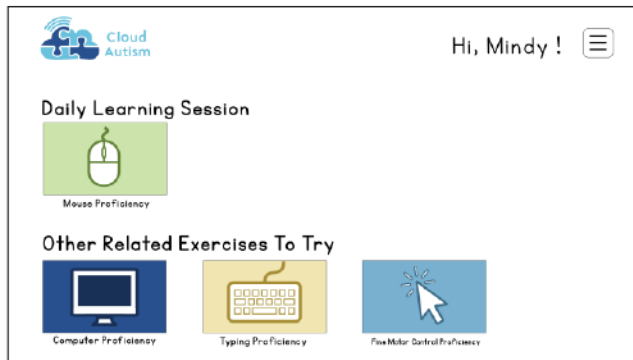 Cloud
Autism
Hi, Mindy !
Daily Learning Session
Mouse Proficiency
Other Related Exercises To Try
Computer Proficiency
Typing Proficiency
Fine Motor Control Proficiency